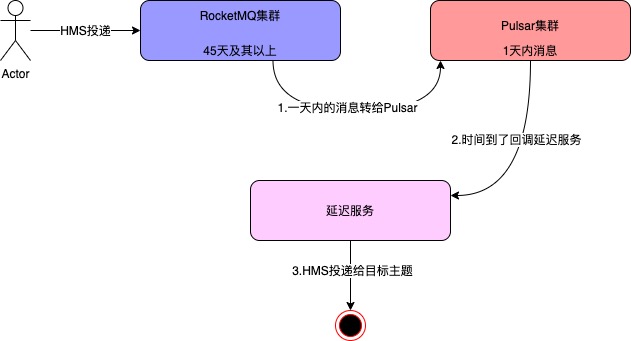 RocketMQ集群
45天及其以上
Pulsar集群
1天内消息
HMS投递
Actor
1.一天内的消息转给Pulsar
2.时间到了回调延迟服务
延迟服务
3.HMS投递给目标主题